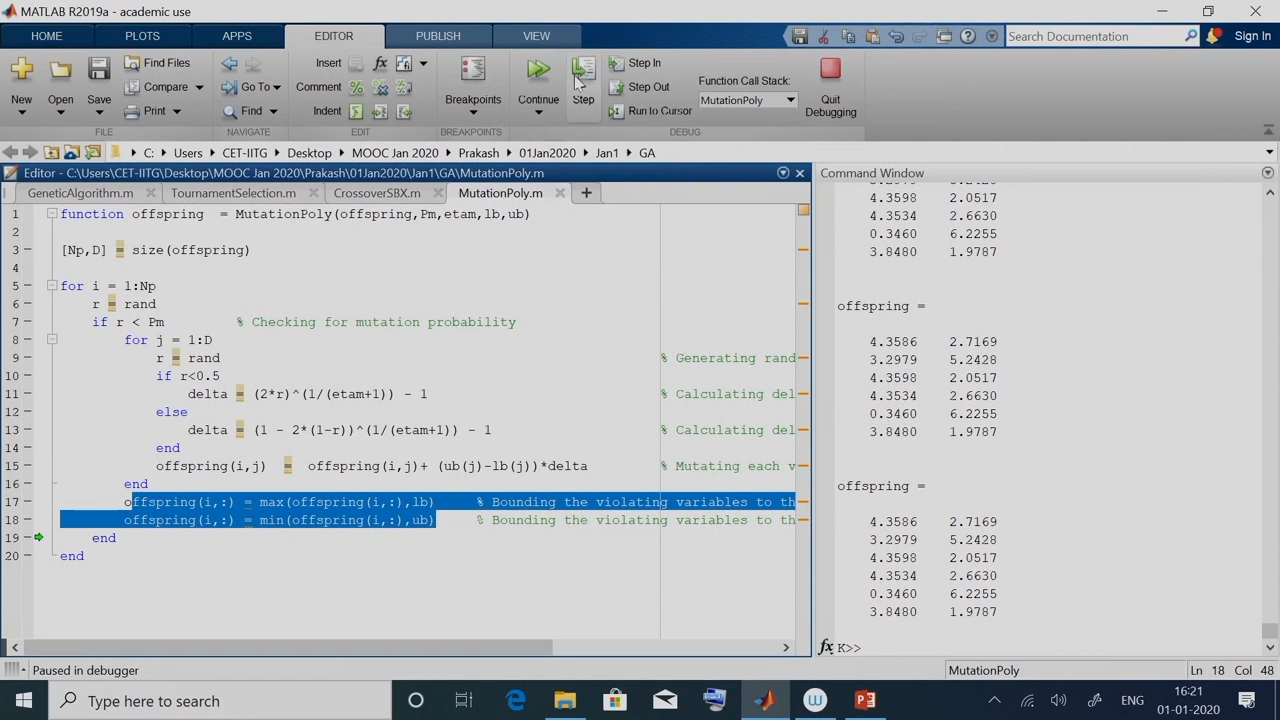 MATLAB R2019a - academic use
HOME PLOTS APPS EDITOR PUBLISH VIEW Search Documentation Sign In
New Open Save Find Files Compare Print Go To Find Insert Comment Indent fx Breakpoints Continue Step Step In Step Out Run to Cursor Function Call Stack: MutationPoly Quit Debugging
FILE NAVIGATE EDIT BREAKPOINTS DEBUG
C: Users CET-IITG Desktop MOOC Jan 2020 Prakash 01Jan2020 Jan1 GA
Editor - C:\Users\CET-IITG\Desktop\MOOC Jan 2020\Prakash\01Jan2020\Jan1\GA\MutationPoly.m
GeneticAlgorithm.m TournamentSelection.m CrossoverSBX.m MutationPoly.m +
1 function offspring = MutationPoly(offspring,Pm,etam,lb,ub)
2
3 [Np,D] = size(offspring)
4
5 for i = 1:Np
6 r = rand
7 if r < Pm % Checking for mutation probability
8 for j = 1:D
9 r = rand % Generating rand
10 if r<0.5
11 delta = (2*r)^(1/(etam+1)) - 1 % Calculating del
12 else
13 delta = (1 - 2*(1-r))^(1/(etam+1)) - 1 % Calculating del
14 end
15 offspring(i,j) = offspring(i,j)+ (ub(j)-lb(j))*delta % Mutating each v
16 end
17 offspring(i,:) = max(offspring(i,:),lb) % Bounding the violating variables to th
18 offspring(i,:) = min(offspring(i,:),ub) % Bounding the violating variables to th
19 end
20 end
Command Window
4.3598 2.0517
4.3534 2.6630
0.3460 6.2255
3.8480 1.9787
offspring =
4.3586 2.7169
3.2979 5.2428
4.3598 2.0517
4.3534 2.6630
0.3460 6.2255
3.8480 1.9787
offspring =
4.3586 2.7169
3.2979 5.2428
4.3598 2.0517
4.3534 2.6630
0.3460 6.2255
3.8480 1.9787
fx K>>
Paused in debugger MutationPoly Ln 18 Col 48
Type here to search ENG 16:21
01-01-2020